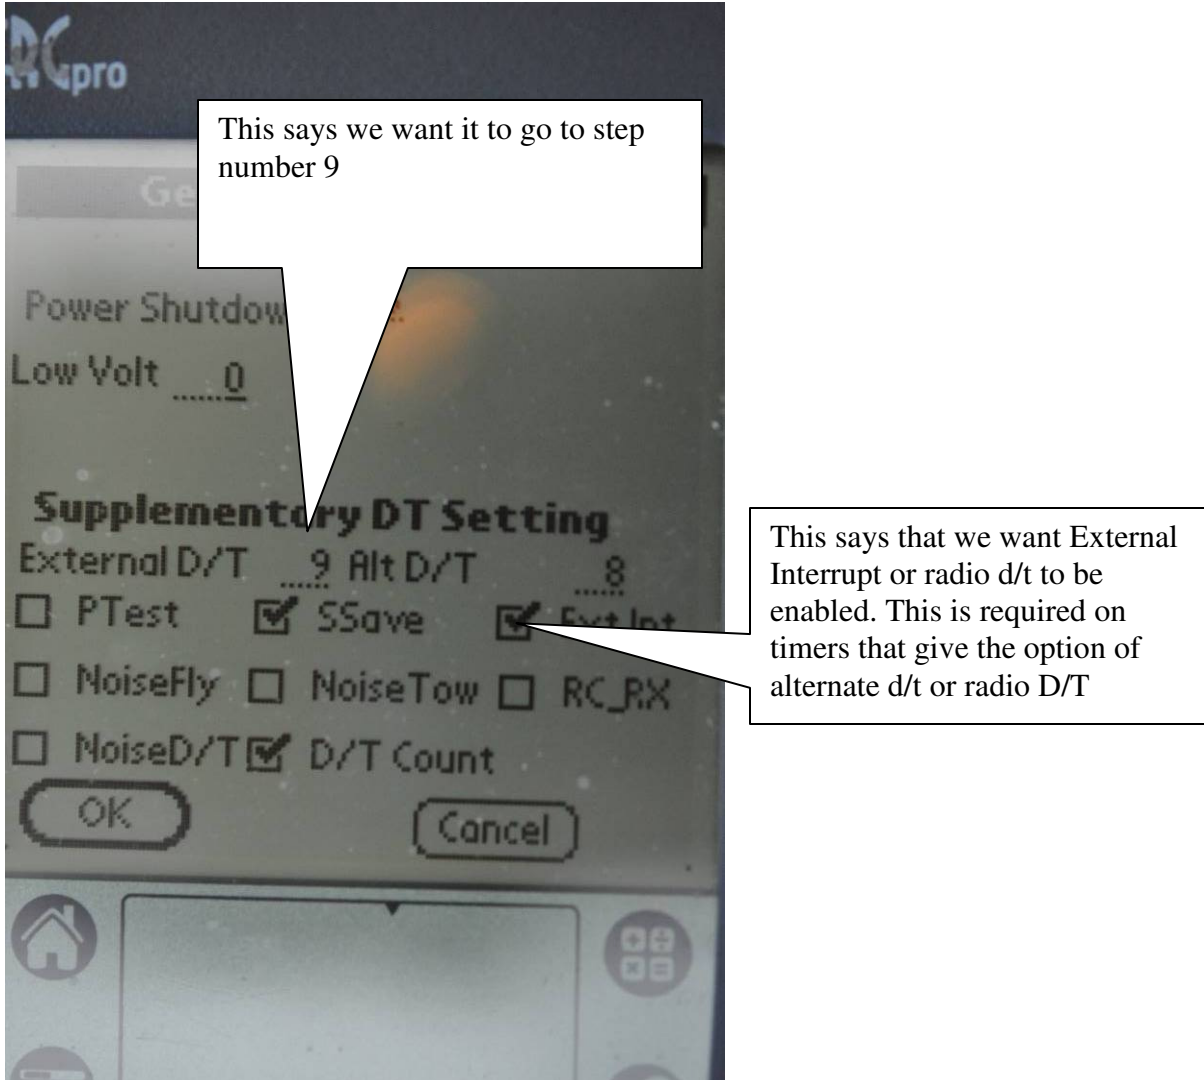 pro
This says we want it to go to step
number 9
Ge
Power Shutdow
Low Volt 0
Supplementary DT Setting
External D/T 9 Alt D/T 8
PTest SSave Ext Int
NoiseFly NoiseTow RC_RX
NoiseD/T D/T Count
OK Cancel
This says that we want External
Interrupt or radio d/t to be
enabled. This is required on
timers that give the option of
alternate d/t or radio D/T